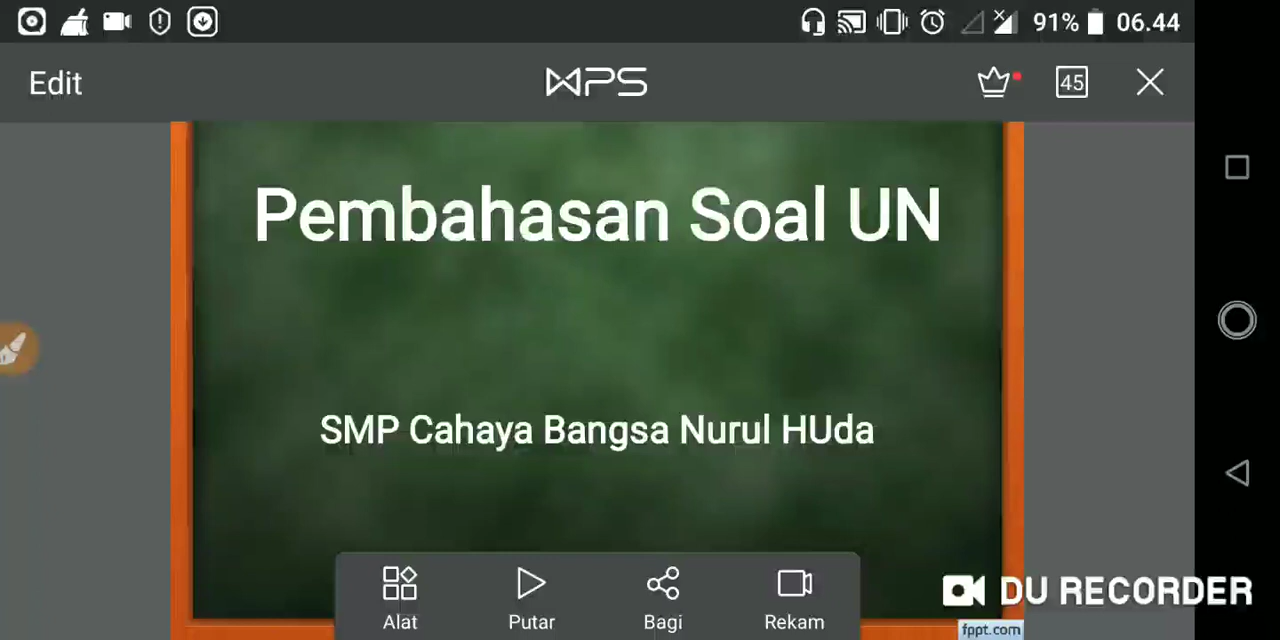 91% 06.44
Edit
WPS
45
Pembahasan Soal UN
SMP Cahaya Bangsa Nurul HUda
Alat
Putar
Bagi
Rekam
DU RECORDER
fppt.com